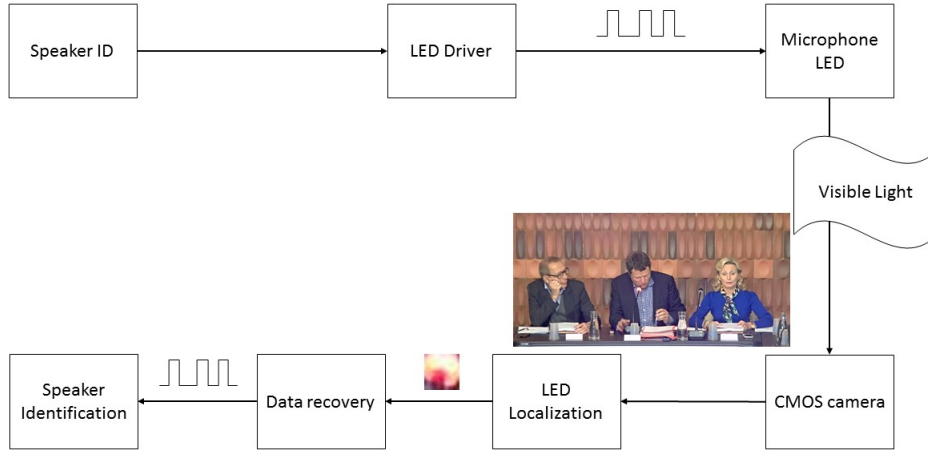 Speaker ID
LED Driver
Microphone
LED
Visible Light
Speaker
Identification
Data recovery
LED
Localization
CMOS camera